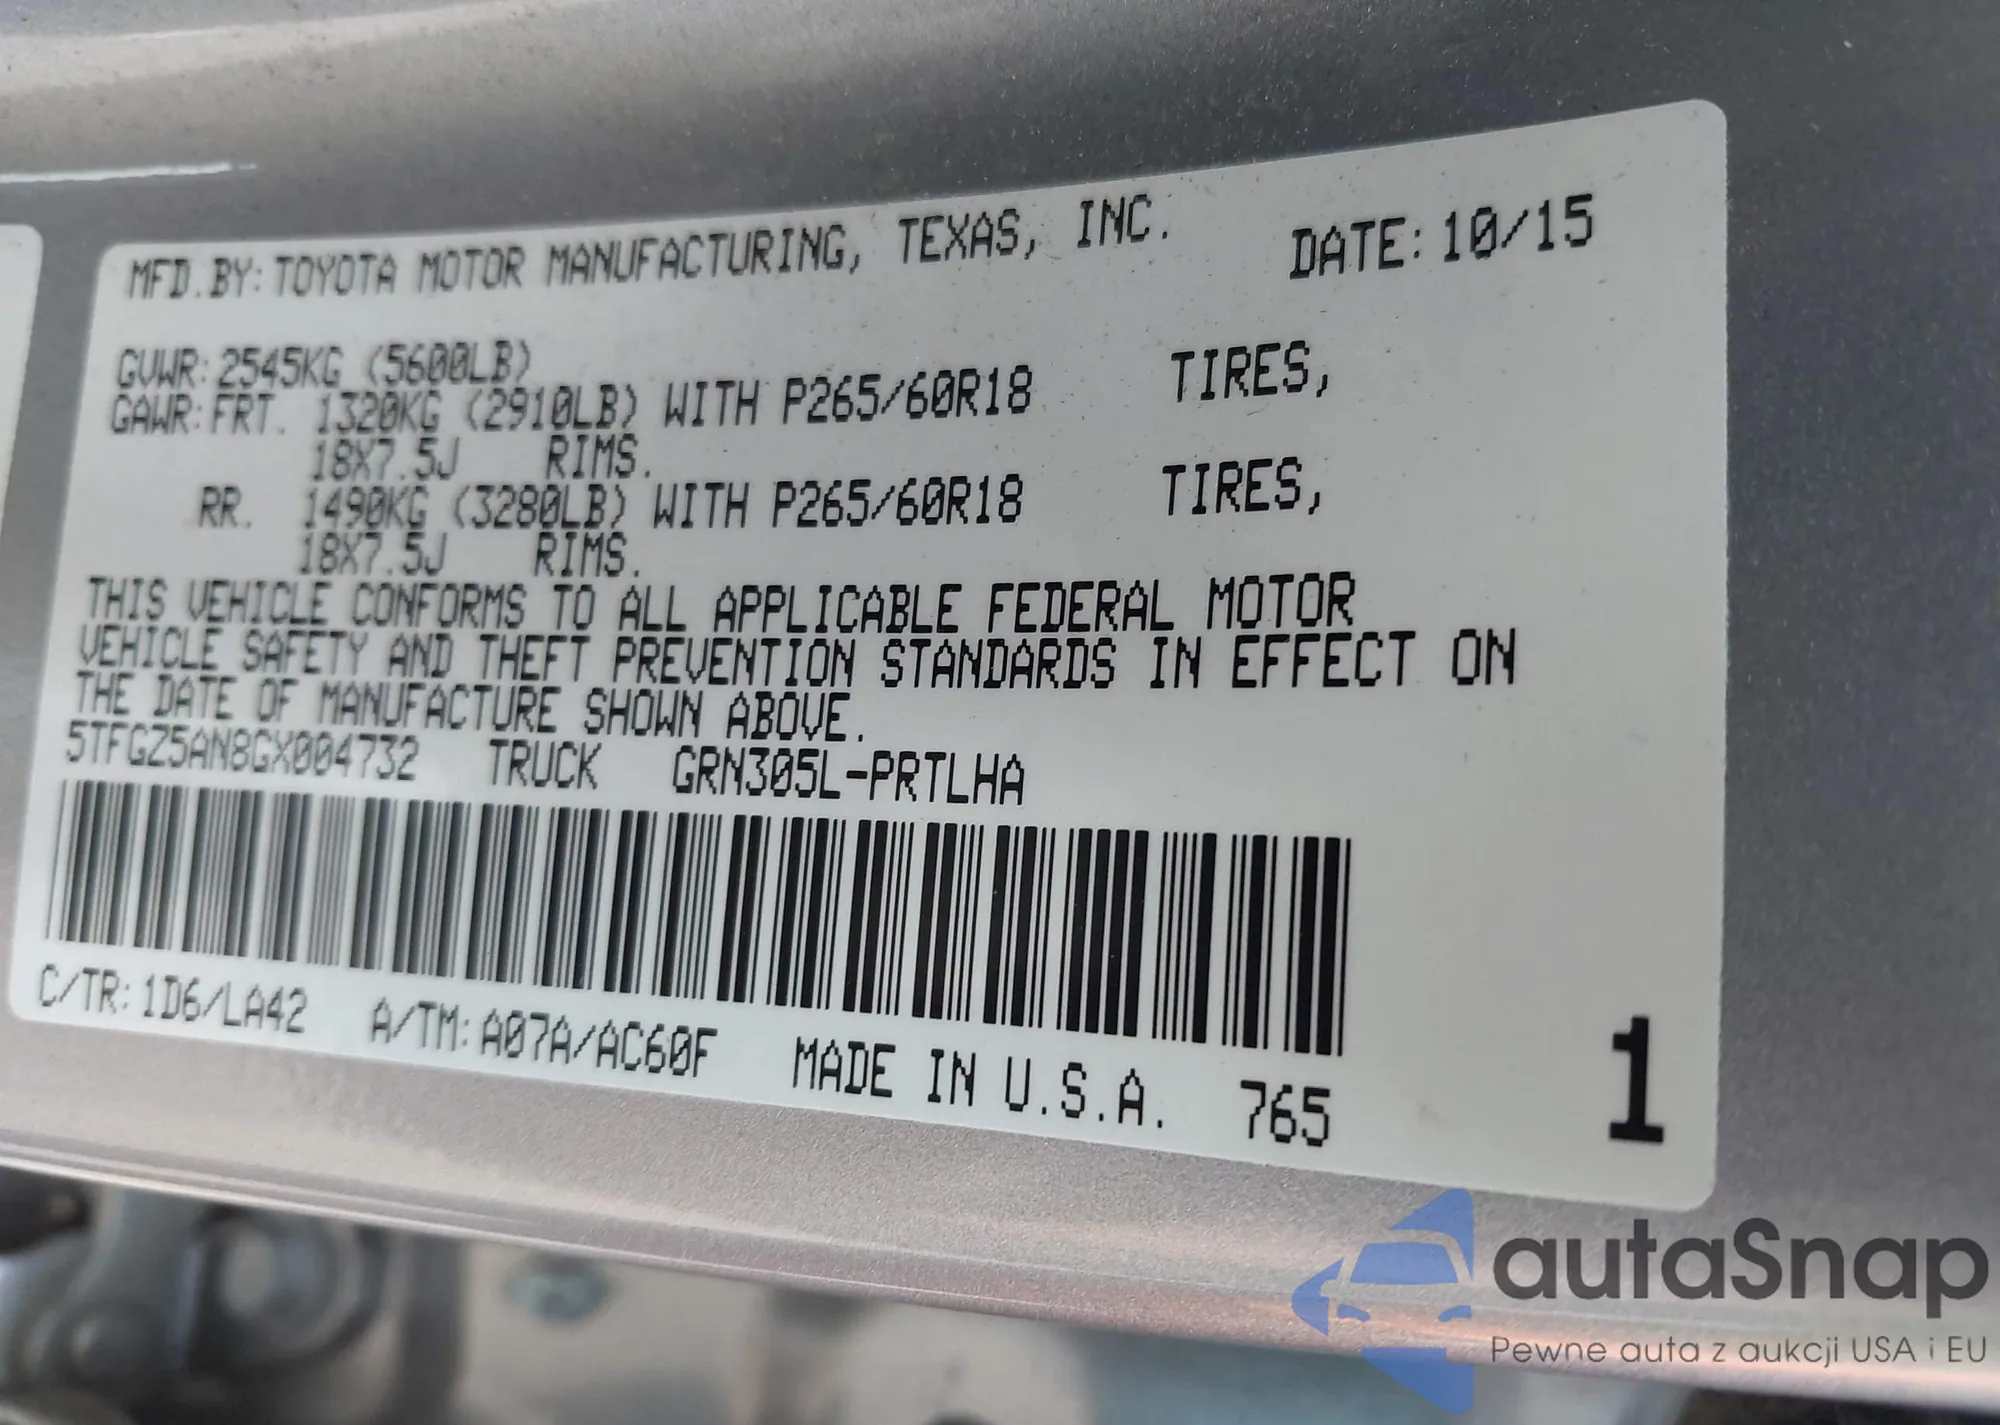 MFD.BY: TOYOTA MOTOR MANUFACTURING, TEXAS, INC. DATE: 10/15
GVWR: 2545KG (5600LB)
GAWR: FRT. 1320KG (2910LB) WITH P265/60R18 TIRES,
18X7.5J RIMS.
RR. 1490KG (3280LB) WITH P265/60R18 TIRES,
18X7.5J RIMS.
THIS VEHICLE CONFORMS TO ALL APPLICABLE FEDERAL MOTOR
VEHICLE SAFETY AND THEFT PREVENTION STANDARDS IN EFFECT ON
THE DATE OF MANUFACTURE SHOWN ABOVE.
5TFGZ5AN8GX004732 TRUCK GRN305L-PRTLHA
C/TR: 1D6/LA42 A/TM: A07A/AC60F MADE IN U.S.A. 765
1
autaSnap
Pewne auta z aukcji USA i EU